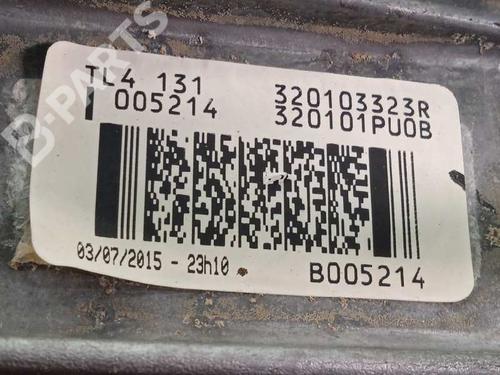 B-PARTS
TL4 131 320103323R
I 005214 320101PU0B
03/07/2015 - 23h10 B005214